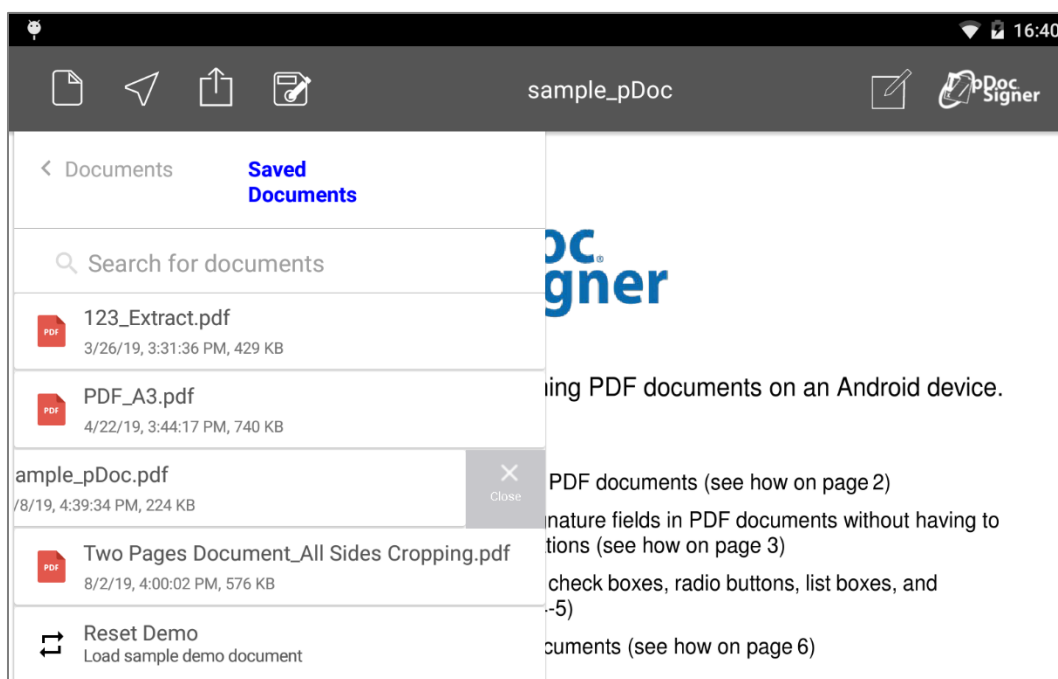 16:40
sample_pDoc
pDoc
Signer
Documents
Saved
Documents
Search for documents
PDF
123_Extract.pdf
3/26/19, 3:31:36 PM, 429 KB
PDF
PDF_A3.pdf
4/22/19, 3:44:17 PM, 740 KB
ample_pDoc.pdf
/8/19, 4:39:34 PM, 224 KB
Close
PDF
Two Pages Document_All Sides Cropping.pdf
8/2/19, 4:00:02 PM, 576 KB
Reset Demo
Load sample demo document
oc®
gner
ing PDF documents on an Android device.
PDF documents (see how on page 2)
nature fields in PDF documents without having to
tions (see how on page 3)
check boxes, radio buttons, list boxes, and
-5)
cuments (see how on page 6)